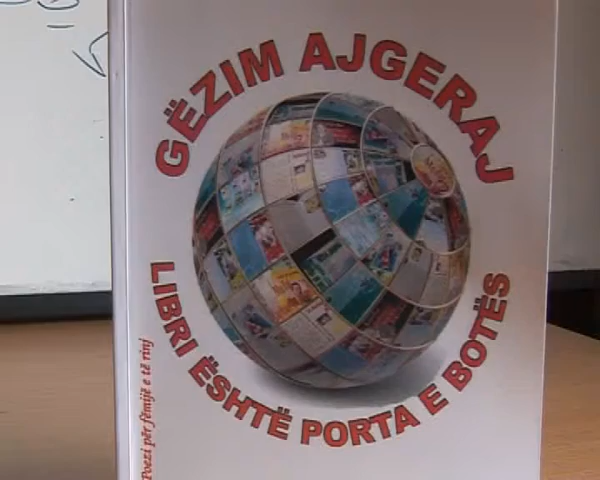 GËZIM AJGERAJ
LIBRI ËSHTË PORTA E BOTËS
Poezi për fëmijë e të rinj